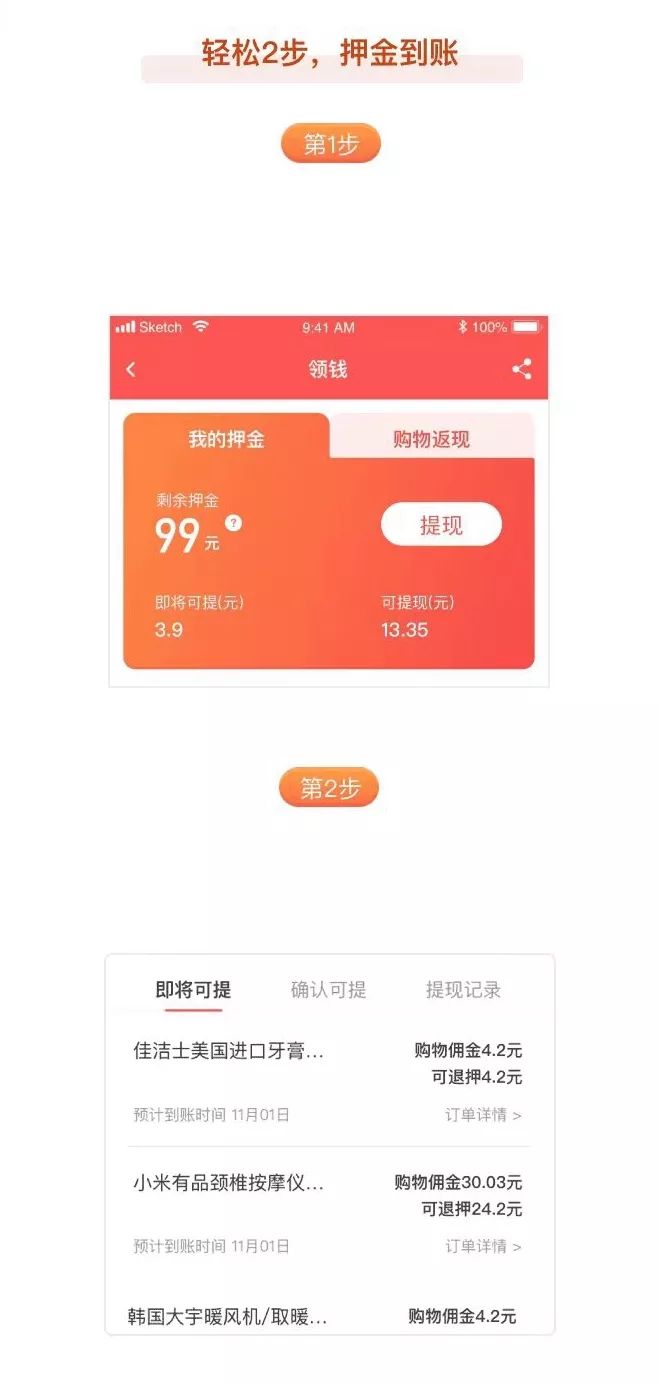 轻松2步，押金到账
第1步
Sketch 9:41 AM 100%
领钱
我的押金 购物返现
剩余押金
99元 ?
提现
即将可提(元) 可提现(元)
3.9 13.35
第2步
即将可提 确认可提 提现记录
佳洁士美国进口牙膏... 购物佣金4.2元
可退押4.2元
预计到账时间 11月01日 订单详情 >
小米有品颈椎按摩仪... 购物佣金30.03元
可退押24.2元
预计到账时间 11月01日 订单详情 >
韩国大宇暖风机/取暖... 购物佣金4.2元